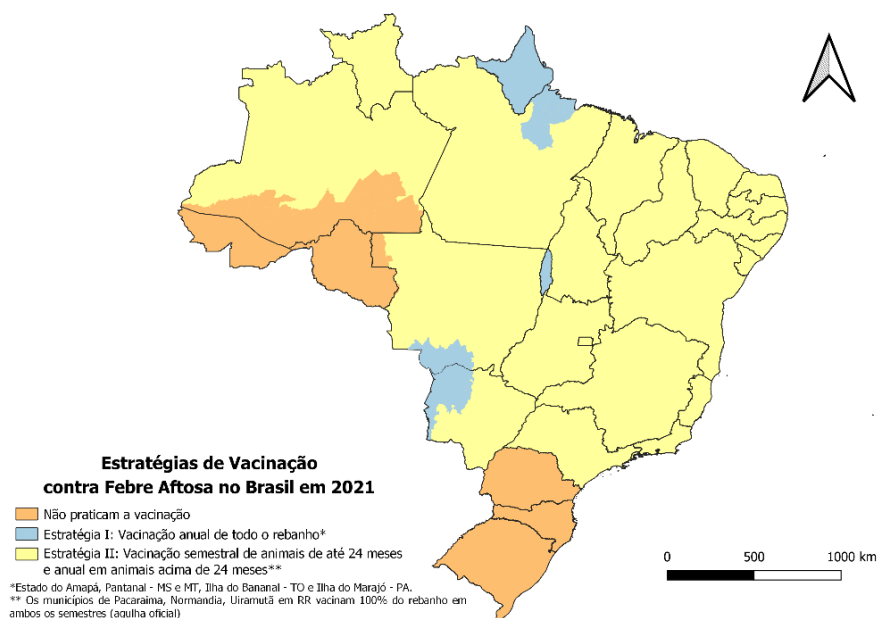 Estratégias de Vacinação
contra Febre Aftosa no Brasil em 2021
Não praticam a vacinação
Estratégia I: Vacinação anual de todo o rebanho*
Estratégia II: Vacinação semestral de animais de até 24 meses
e anual em animais acima de 24 meses**
*Estado do Amapá, Pantanal - MS e MT, Ilha do Bananal - TO e Ilha do Marajó - PA.
** Os municípios de Pacaraima, Normandia, Uiramutã em RR vacinam 100% do rebanho em
ambos os semestres (agulha oficial)
0 500 1000 km